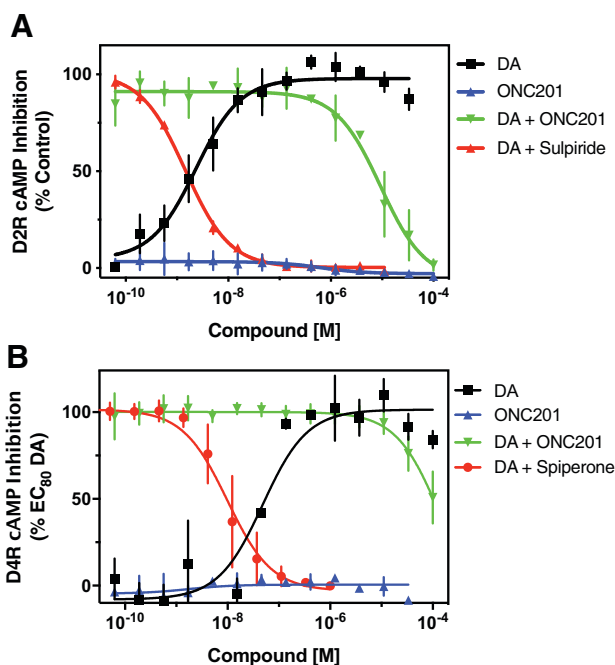 A
D2R cAMP Inhibition
(% Control)
100
50
0
10-10
10-8
10-6
10-4
Compound [M]
DA
ONC201
DA + ONC201
DA + Sulpiride
B
D4R cAMP Inhibition
(% EC80 DA)
100
50
0
10-10
10-8
10-6
10-4
Compound [M]
DA
ONC201
DA + ONC201
DA + Spiperone